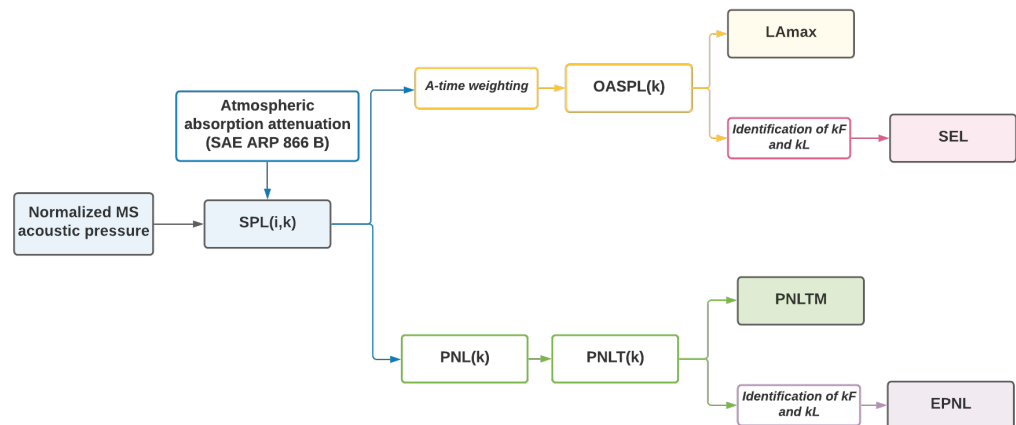 LAmax
A-time weighting
OASPL(k)
Atmospheric
absorption attenuation
(SAE ARP 866 B)
Identification of kF
and kL
SEL
Normalized MS
acoustic pressure
SPL(i,k)
PNLTM
PNL(k)
PNLT(k)
Identification of kF
and kL
EPNL